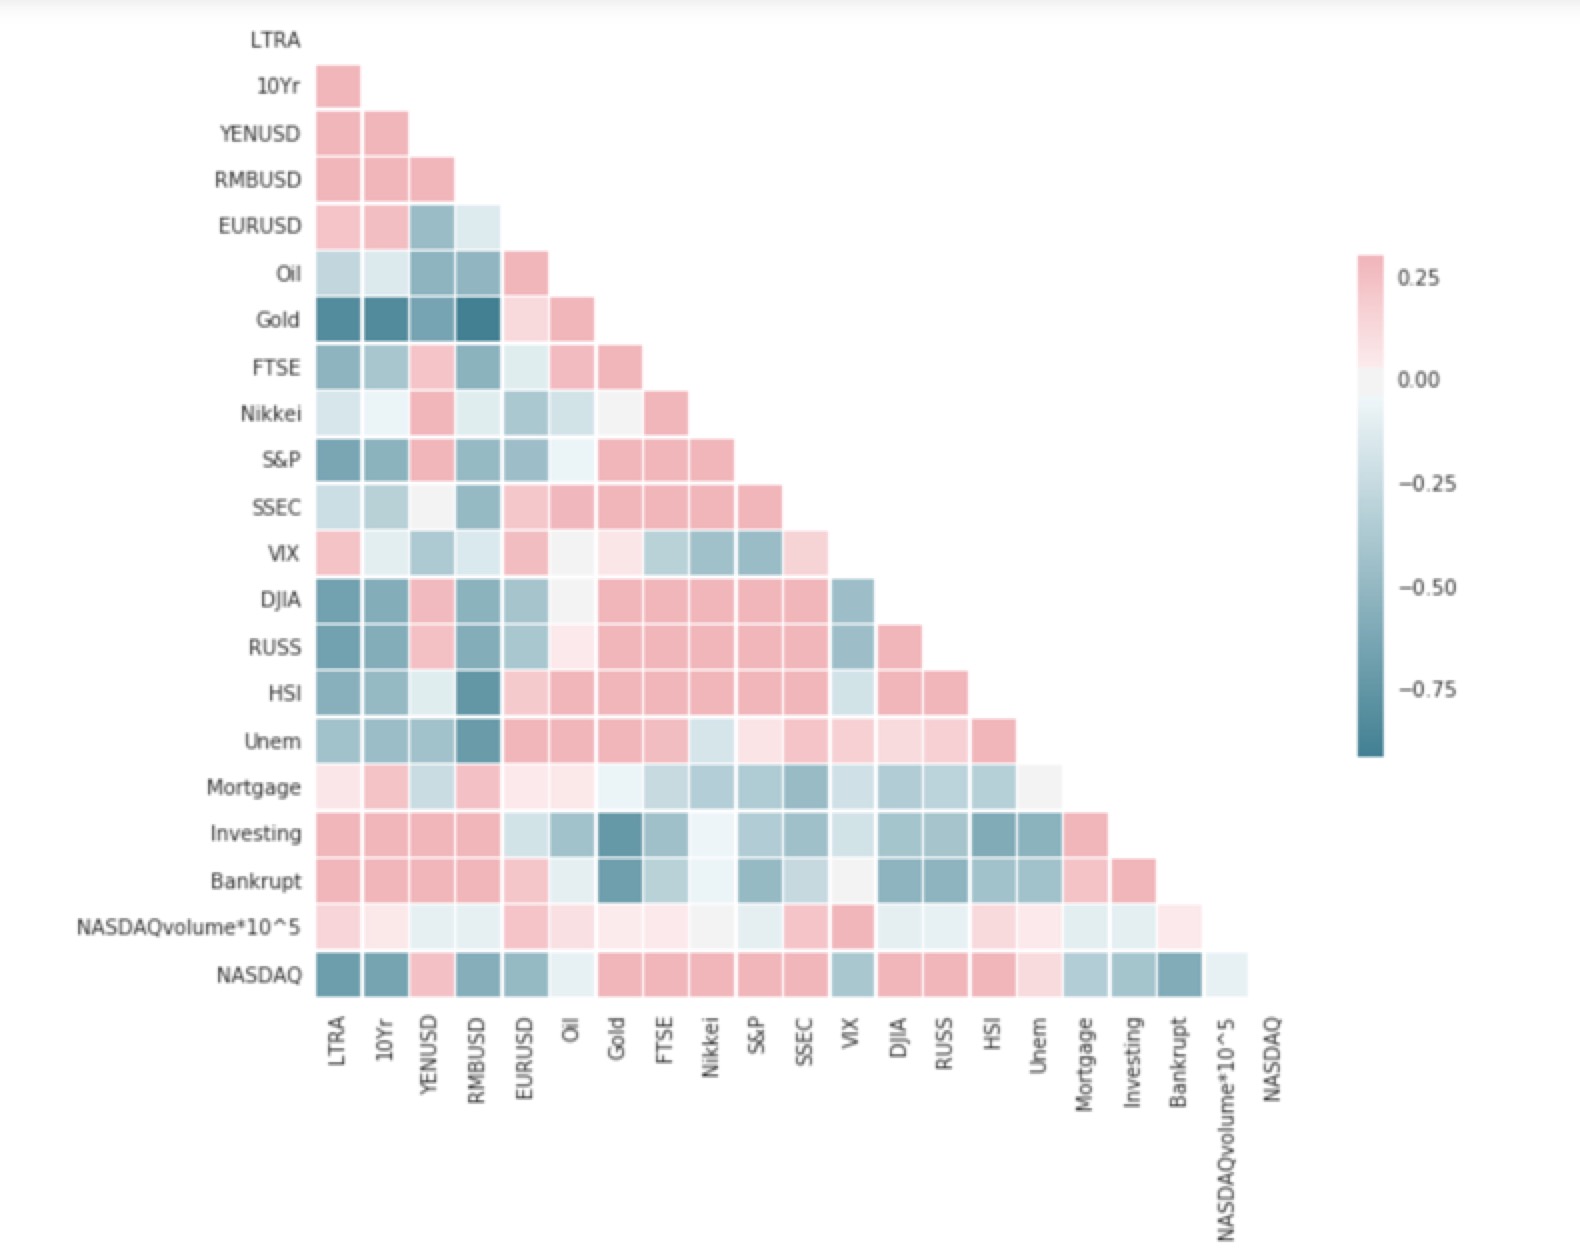 LTRA
10Yr
YENUSD
RMBUSD
EURUSD
Oil
Gold
FTSE
Nikkei
S&P
SSEC
VIX
DJIA
RUSS
HSI
Unem
Mortgage
Investing
Bankrupt
NASDAQvolume*10^5
NASDAQ
0.25
0.00
−0.25
−0.50
−0.75
LTRA
10Yr
YENUSD
RMBUSD
EURUSD
Oil
Gold
FTSE
Nikkei
S&P
SSEC
VIX
DJIA
RUSS
HSI
Unem
Mortgage
Investing
Bankrupt
NASDAQvolume*10^5
NASDAQ